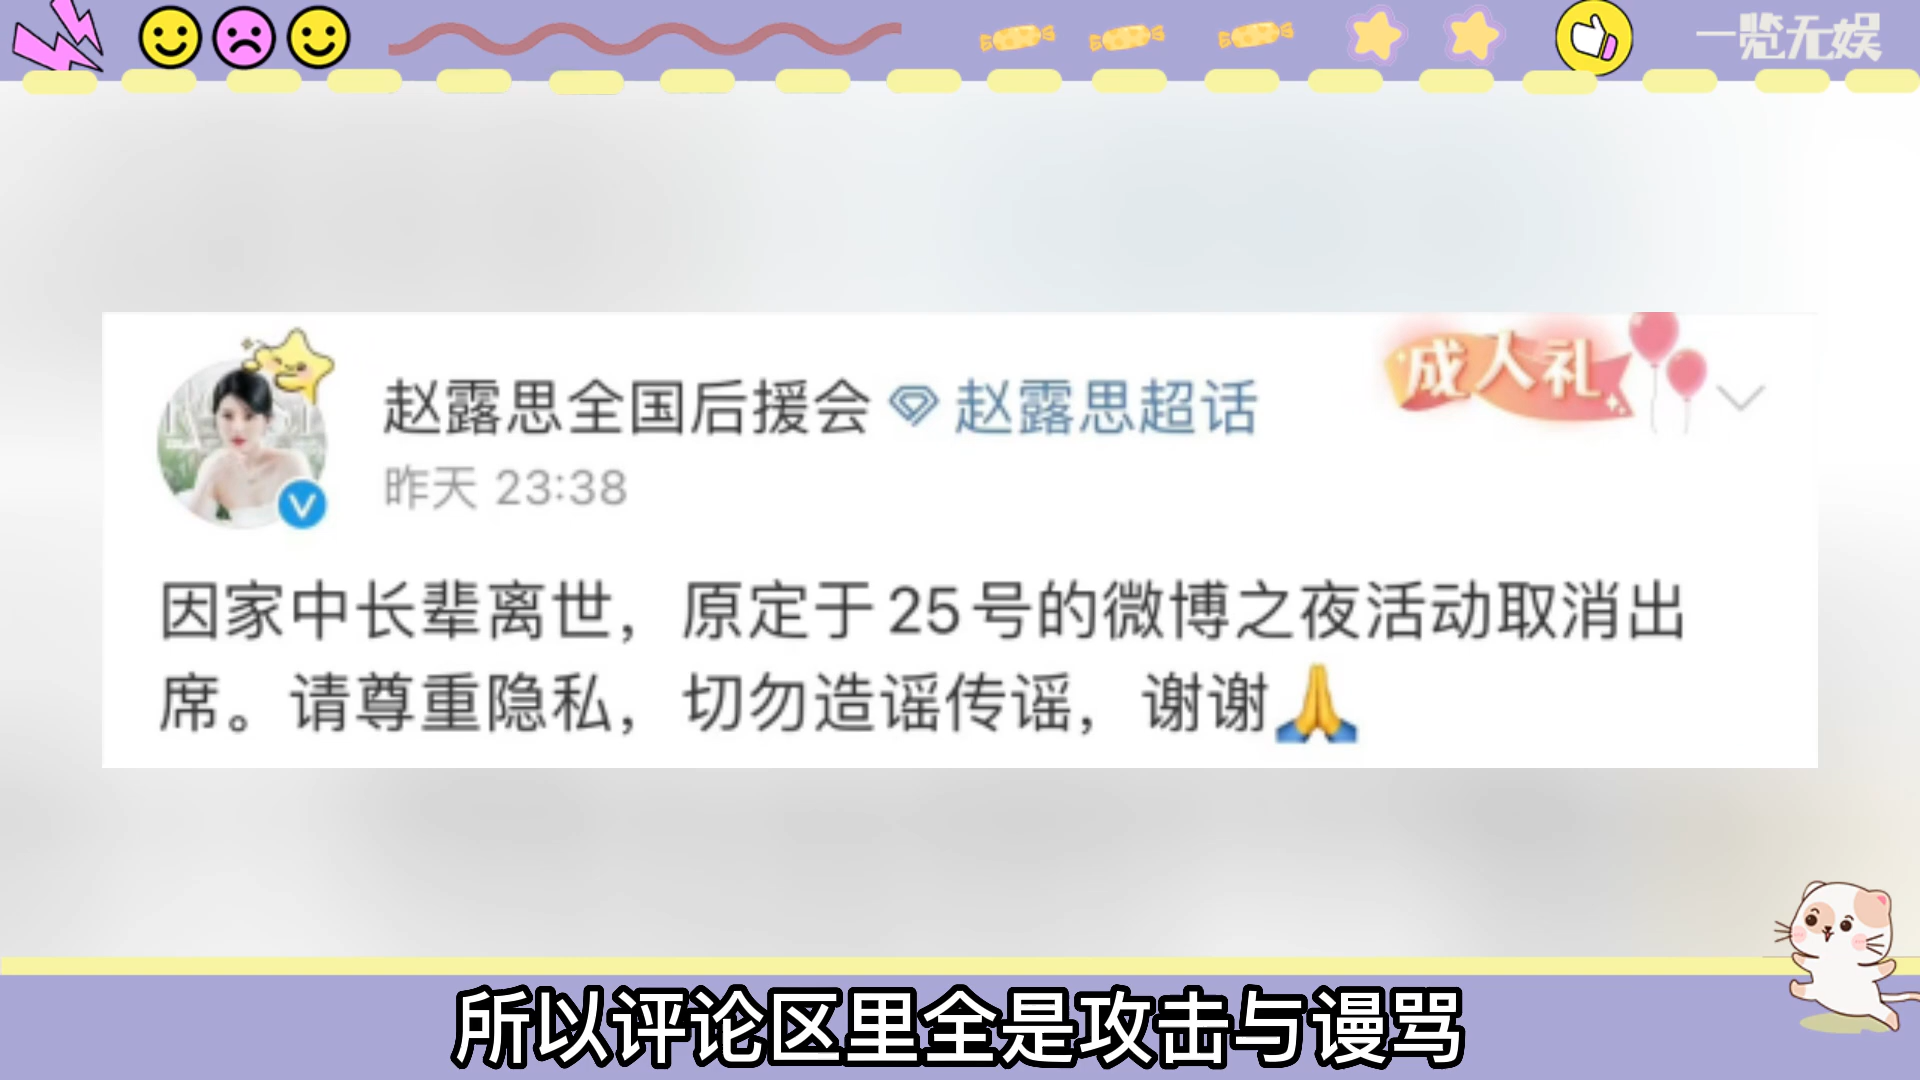 一览无娱
成人礼
赵露思全国后援会 赵露思超话
昨天 23:38
因家中长辈离世，原定于25号的微博之夜活动取消出
席。请尊重隐私，切勿造谣传谣，谢谢🙏
所以评论区里全是攻击与谩骂